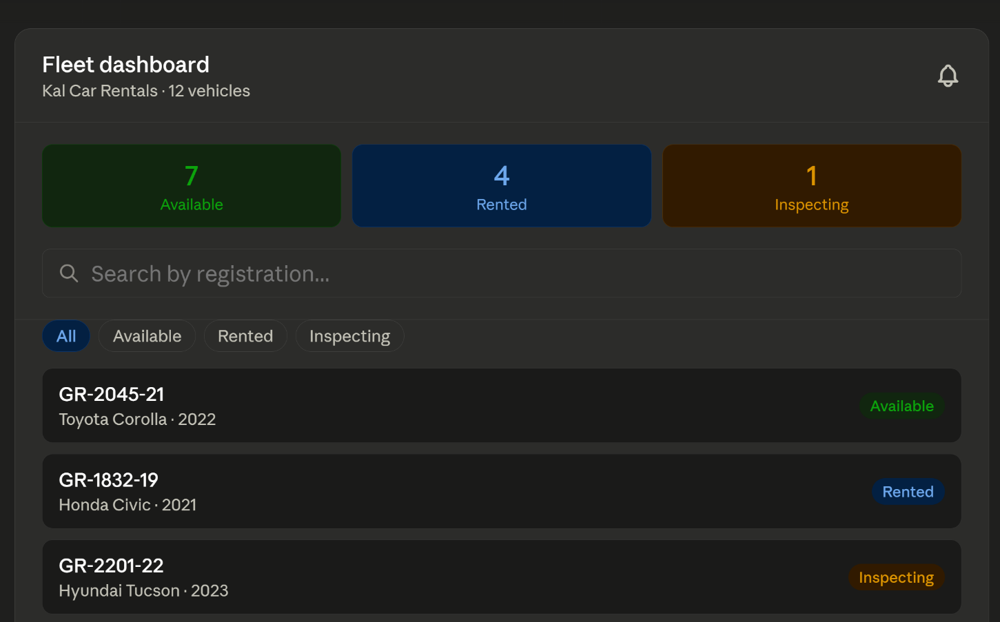 Fleet dashboard
Kal Car Rentals · 12 vehicles
7
Available
4
Rented
1
Inspecting
Search by registration...
All
Available
Rented
Inspecting
GR-2045-21
Toyota Corolla · 2022
Available
GR-1832-19
Honda Civic · 2021
Rented
GR-2201-22
Hyundai Tucson · 2023
Inspecting